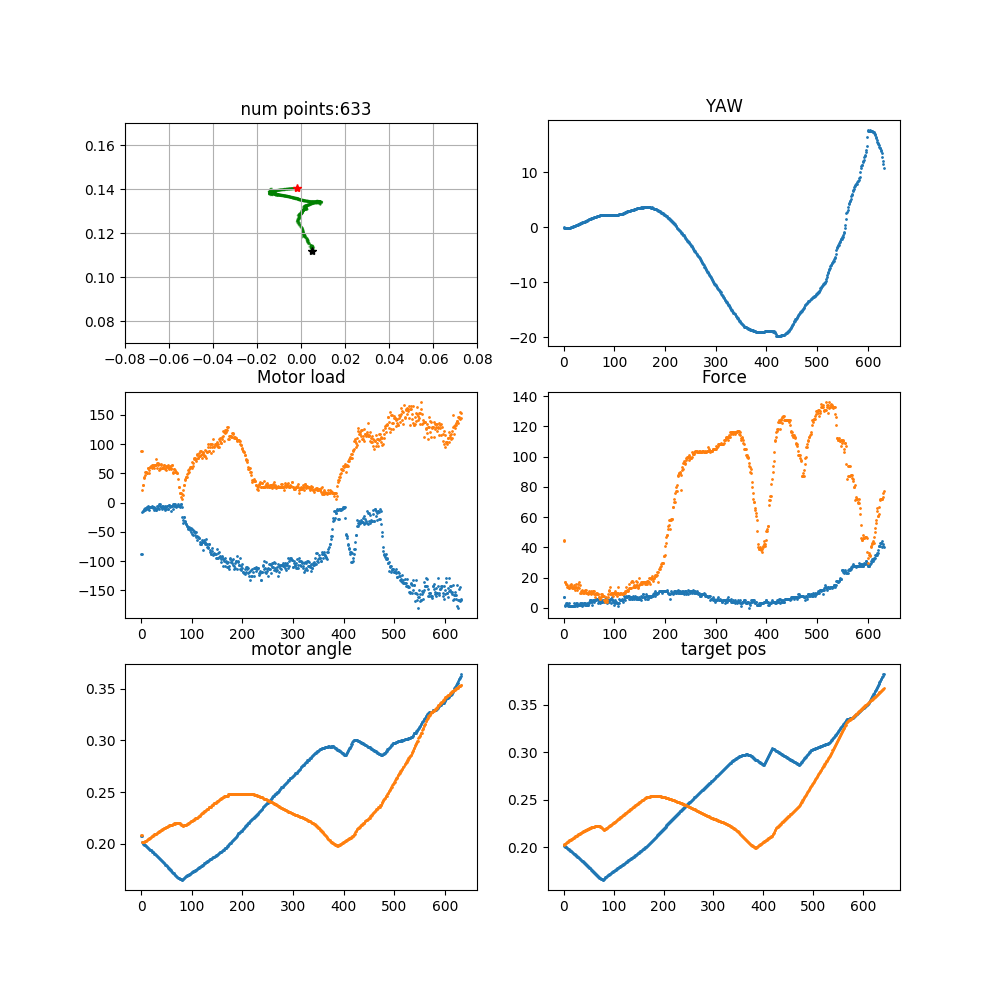 num points:633
YAW
0.16
0.14
0.12
0.10
0.08
−0.08 −0.06 −0.04 −0.02 0.00 0.02 0.04 0.06 0.08
10
0
−10
−20
0 100 200 300 400 500 600
Motor load
Force
150
100
50
0
−50
−100
−150
0 100 200 300 400 500 600
140
120
100
80
60
40
20
0
0 100 200 300 400 500 600
motor angle
target pos
0.35
0.30
0.25
0.20
0 100 200 300 400 500 600
0.35
0.30
0.25
0.20
0 100 200 300 400 500 600